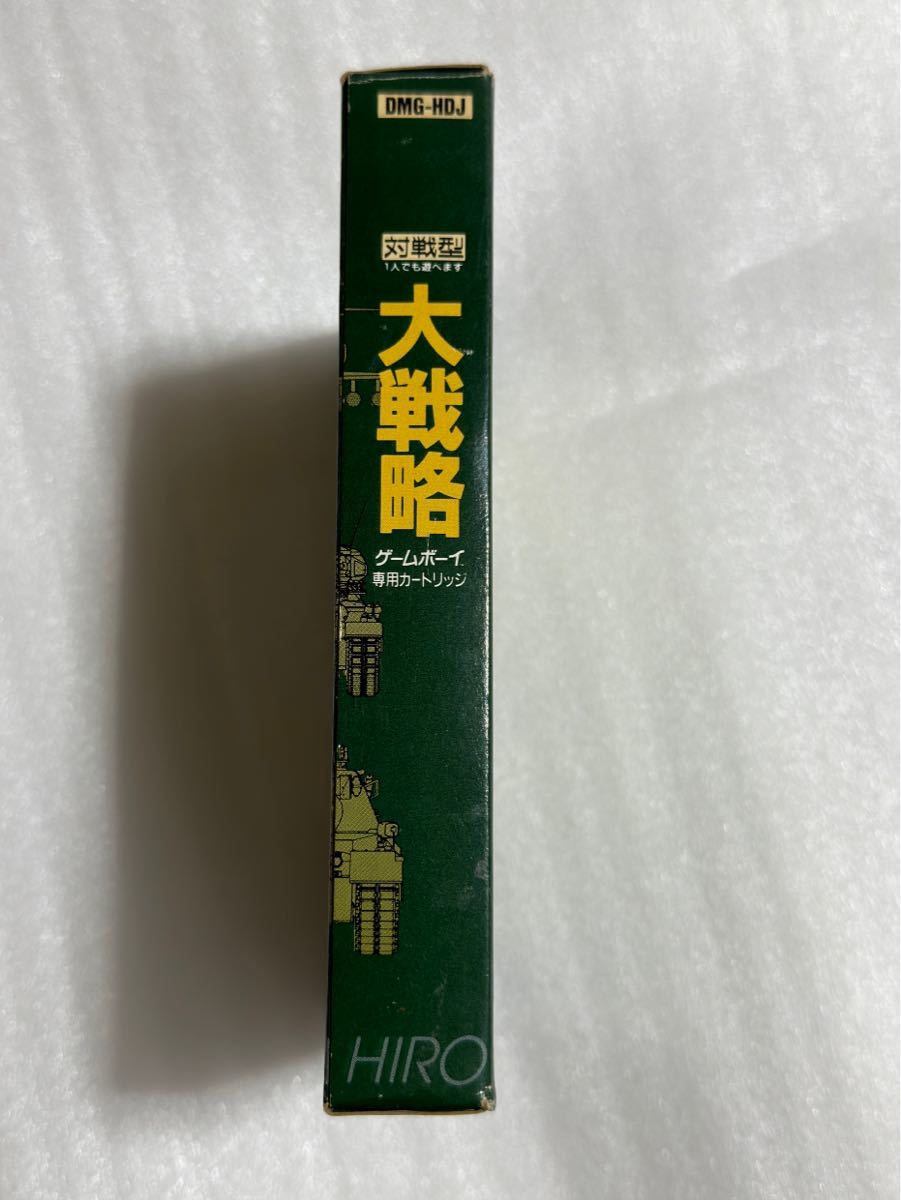 DMG-HDJ
対戦型
1人でも遊べます
大戦略
ゲームボーイ
専用カートリッジ
HIRO